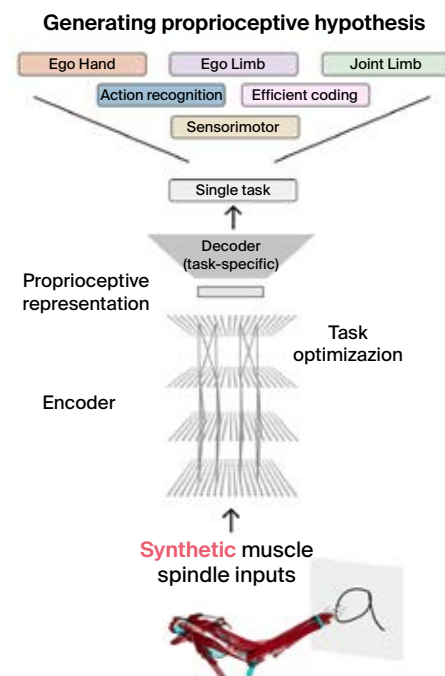 Generating proprioceptive hypothesis
Ego Hand
Ego Limb
Joint Limb
Action recognition
Efficient coding
Sensorimotor
Single task
Decoder
(task-specific)
Proprioceptive
representation
Task
optimizazion
Encoder
Synthetic muscle
spindle inputs
a